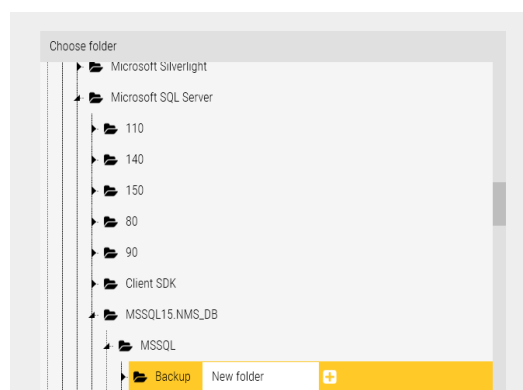 Choose folder
Microsoft Silverlight
Microsoft SQL Server
110
140
150
80
90
Client SDK
MSSQL15.NMS_DB
MSSQL
Backup New folder